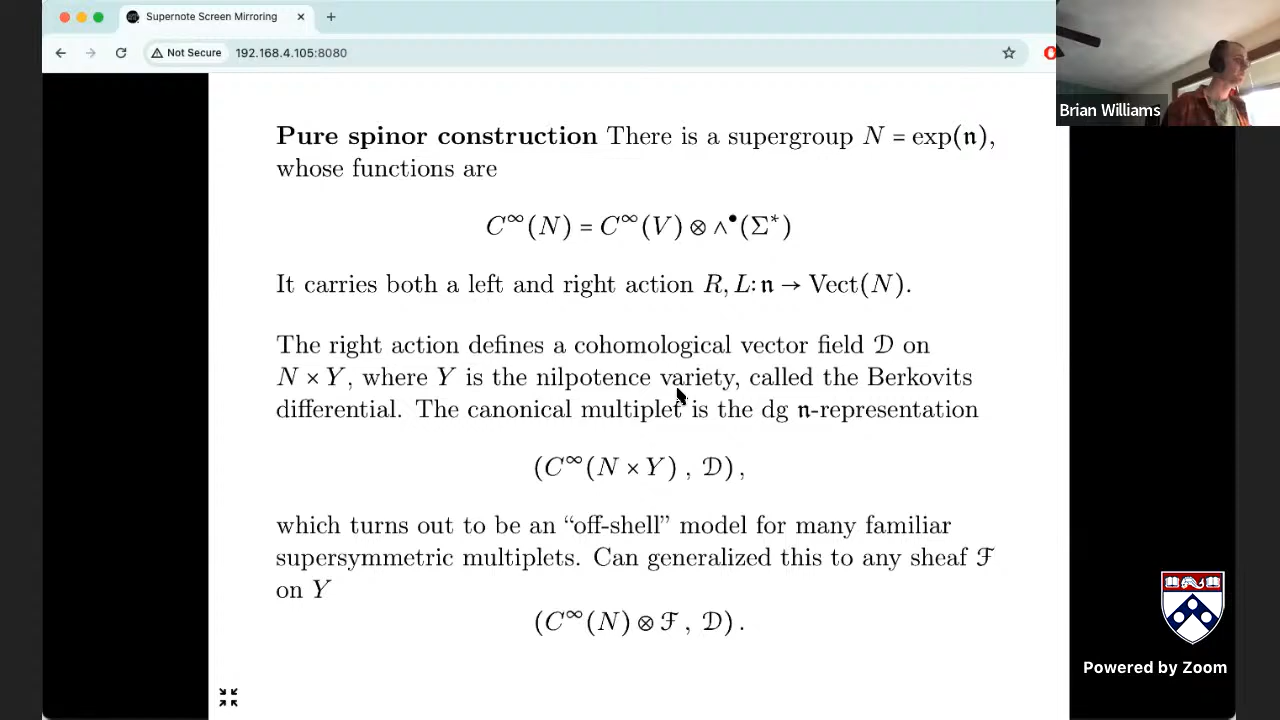 Supernote Screen Mirroring
Not Secure 192.168.4.105:8080
Brian Williams
Pure spinor construction There is a supergroup N = exp(𝔫),
whose functions are
C^∞(N) = C^∞(V) ⊗ ∧^•(Σ*)
It carries both a left and right action R, L: 𝔫 → Vect(N).
The right action defines a cohomological vector field 𝒟 on
N × Y, where Y is the nilpotence variety, called the Berkovits
differential. The canonical multiplet is the dg 𝔫-representation
(C^∞(N × Y) , 𝒟) ,
which turns out to be an “off-shell” model for many familiar
supersymmetric multiplets. Can generalized this to any sheaf ℱ
on Y
(C^∞(N) ⊗ ℱ , 𝒟) .
Powered by Zoom